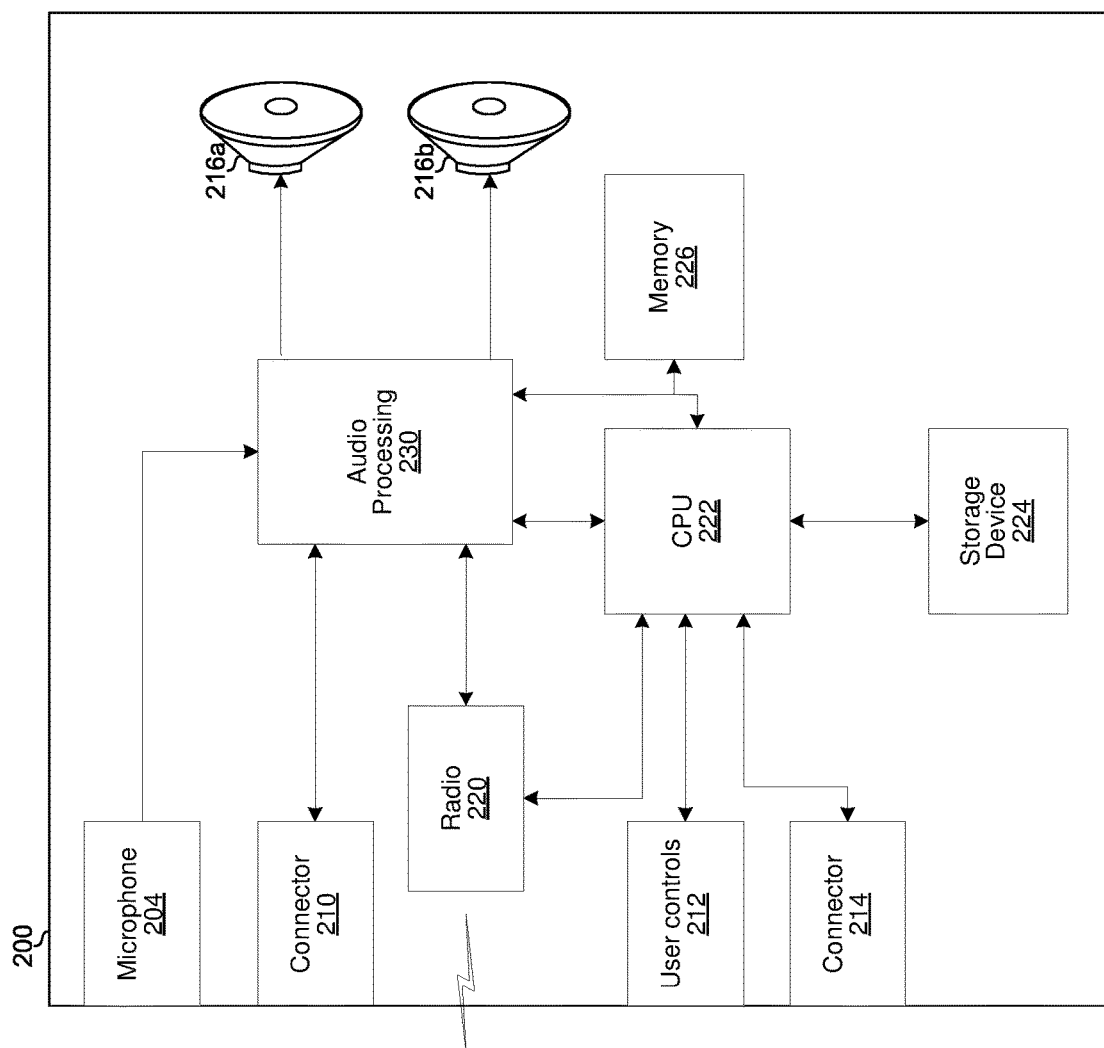 200
Microphone
204
Connector
210
Radio
220
User controls
212
Connector
214
Audio
Processing
230
CPU
222
Storage
Device
224
Memory
226
216a
216b